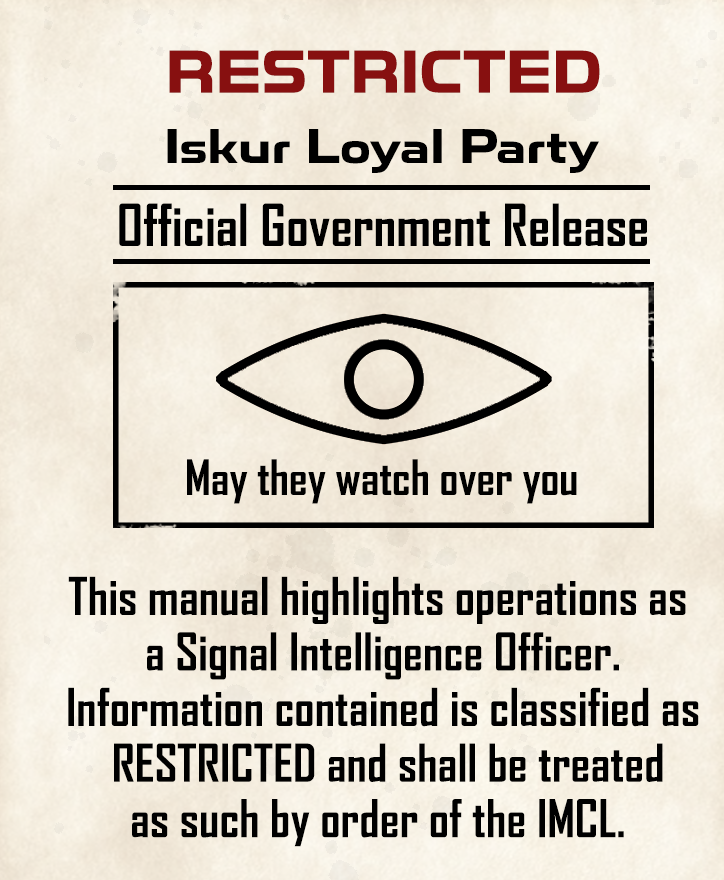 RESTRICTED
Iskur Loyal Party
Official Government Release
May they watch over you
This manual highlights operations as
a Signal Intelligence Officer.
Information contained is classified as
RESTRICTED and shall be treated
as such by order of the IMCL.